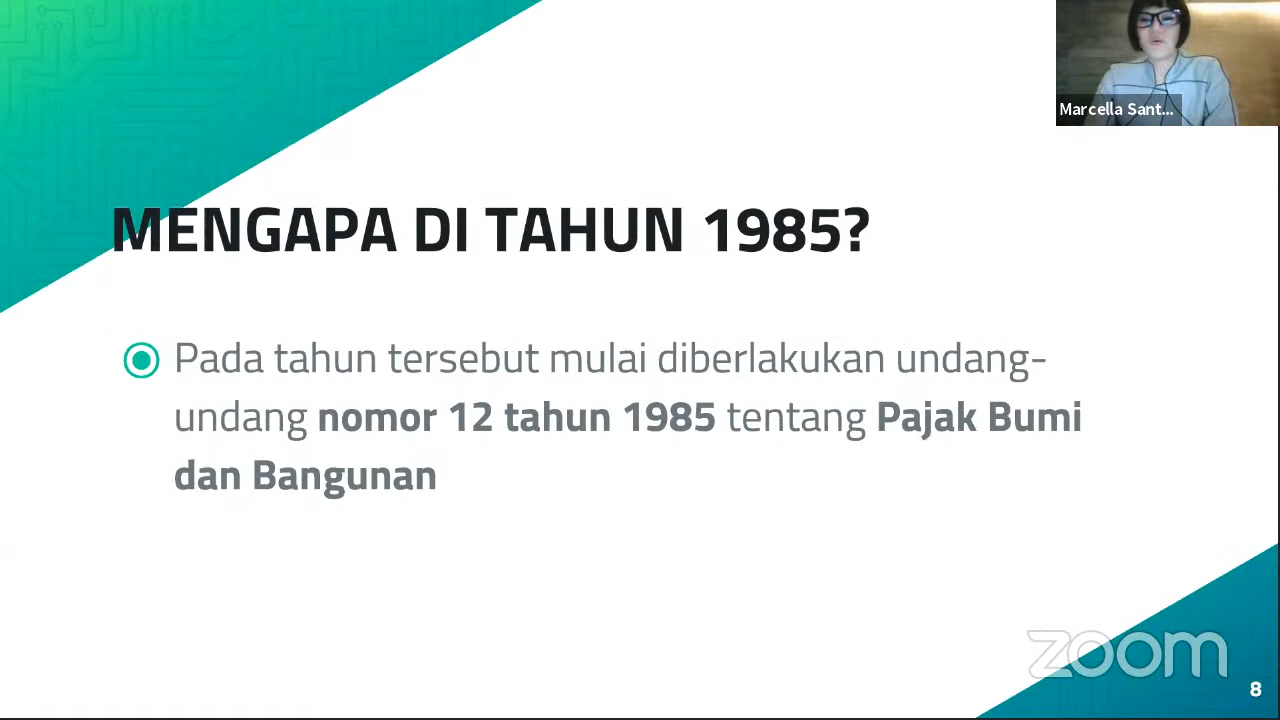 Marcella Sant...
MENGAPA DI TAHUN 1985?
Pada tahun tersebut mulai diberlakukan undang-
undang nomor 12 tahun 1985 tentang Pajak Bumi
dan Bangunan
zoom
8